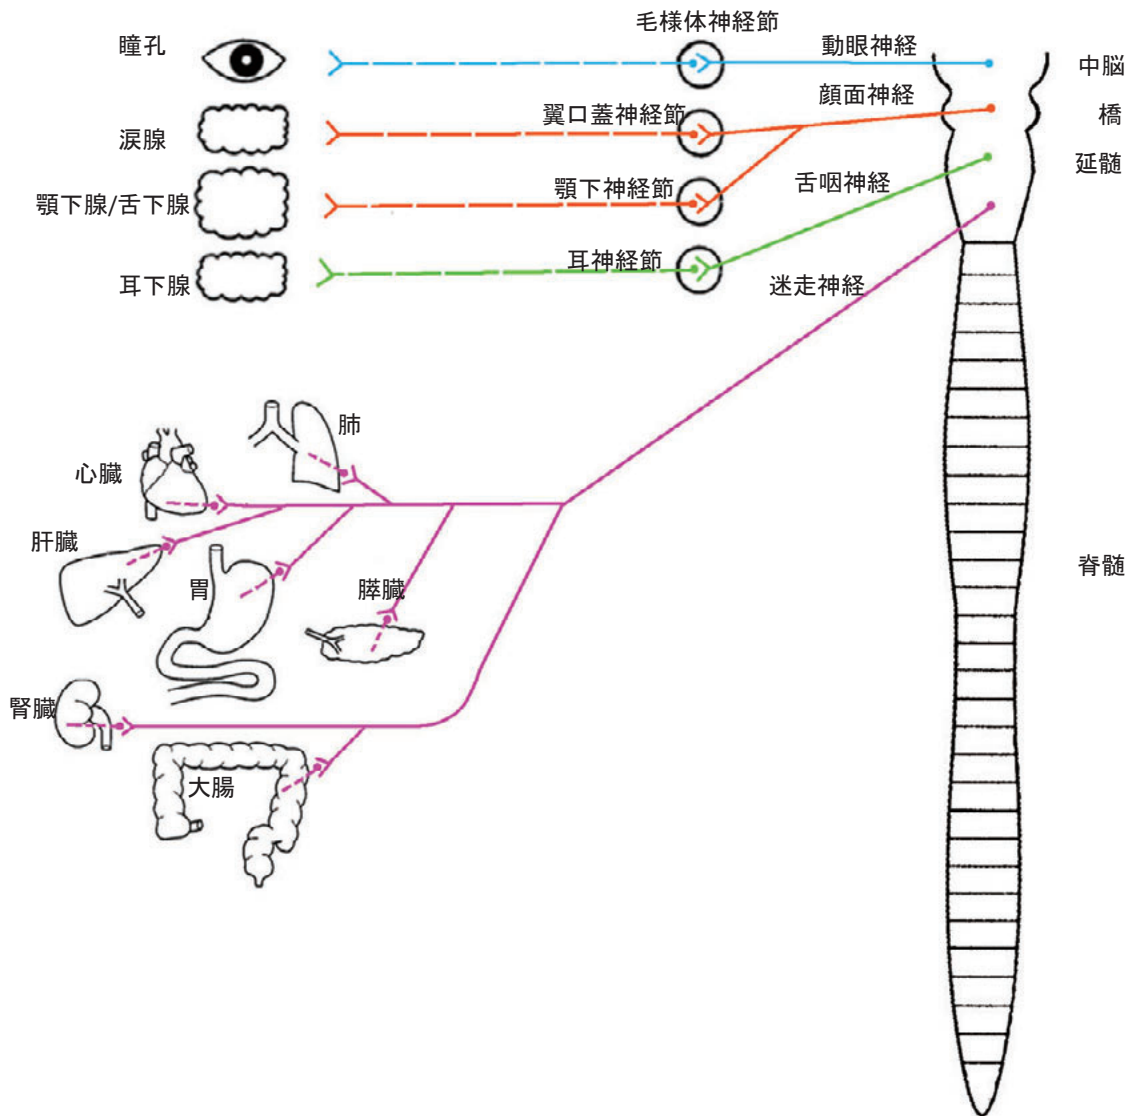 毛様体神経節
瞳孔
動眼神経
中脳
顔面神経
翼口蓋神経節
橋
涙腺
延髄
顎下神経節
舌咽神経
顎下腺/舌下腺
耳神経節
耳下腺
迷走神経
肺
心臓
肝臓
胃
膵臓
脊髄
腎臓
大腸